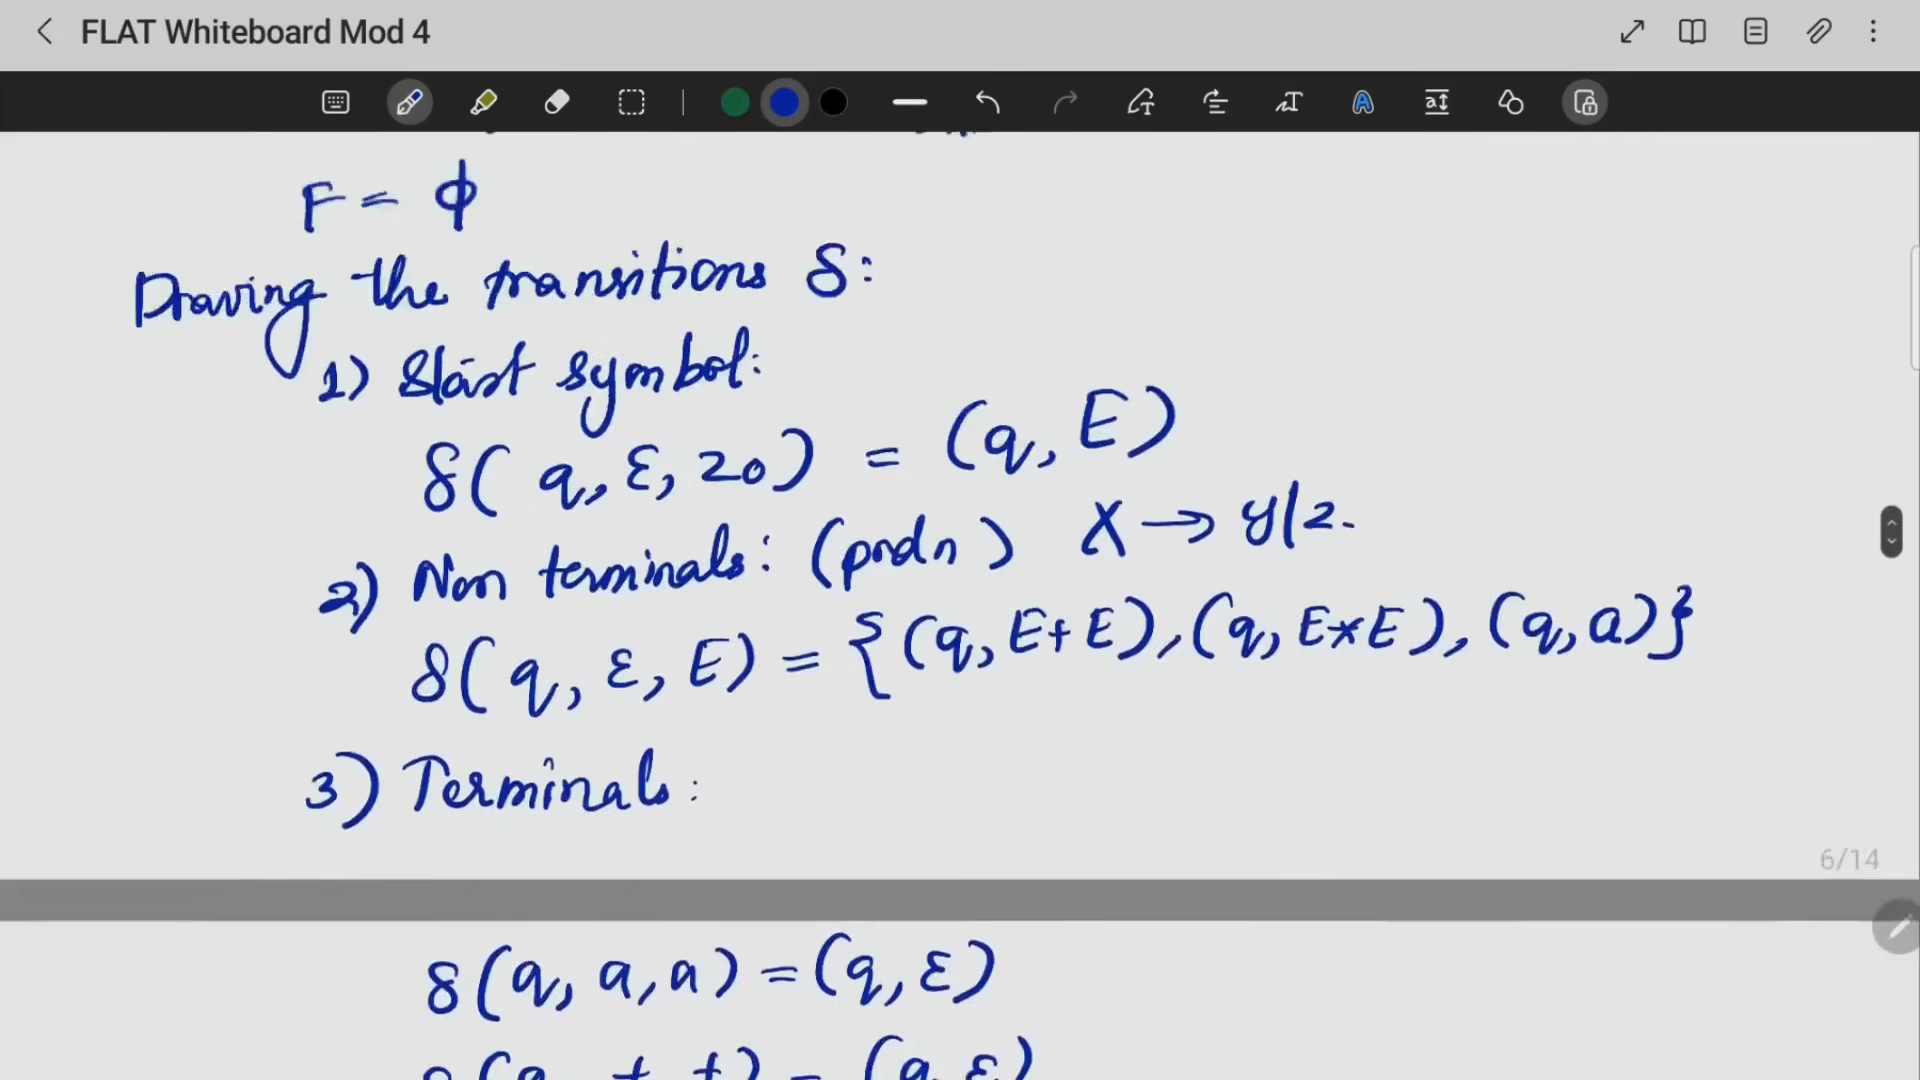 FLAT Whiteboard Mod 4
F = ϕ
Drawing the transitions δ:
1) Start symbol:
δ( q, ε, z0) = (q, E)
2) Non terminals: (prdn) X → y|z.
δ(q, ε, E) = {(q, E+E), (q, E*E), (q, a)}
3) Terminals:
6/14
δ(q, a, a) = (q, ε)
δ(q, +, +) = (q, ε)